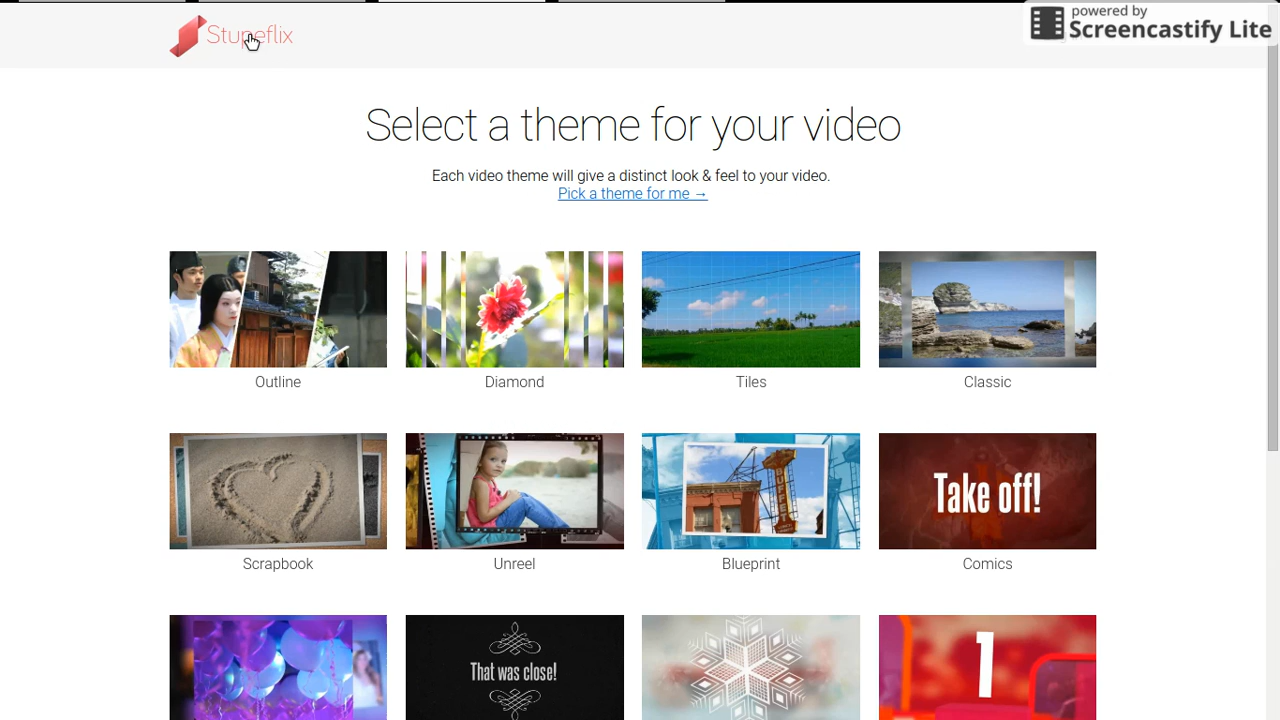 Stupeflix
powered by
Screencastify Lite
Select a theme for your video
Each video theme will give a distinct look & feel to your video.
Pick a theme for me →
Outline
Diamond
Tiles
Classic
BUFFET
Take off!
Scrapbook
Unreel
Blueprint
Comics
That was close!
1